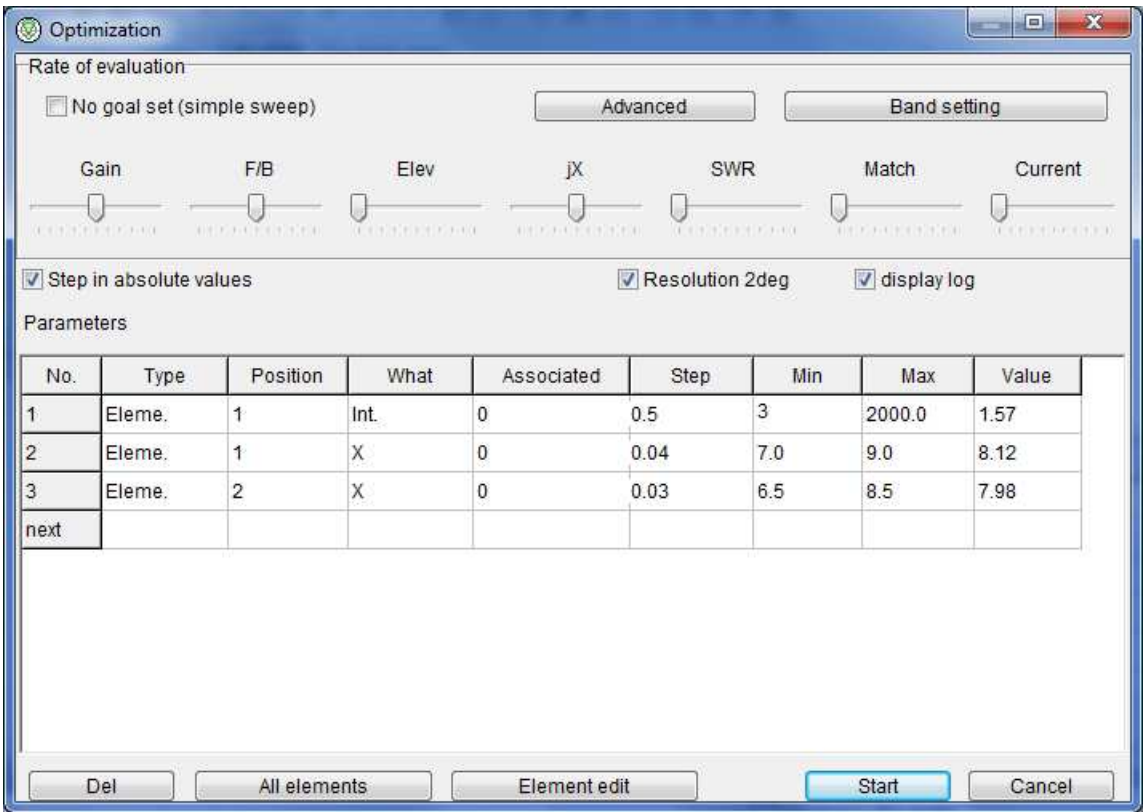 Optimization
Rate of evaluation
No goal set (simple sweep) Advanced Band setting
Gain F/B Elev jX SWR Match Current
Step in absolute values Resolution 2deg display log
Parameters
No. Type Position What Associated Step Min Max Value
1 Eleme. 1 Int. 0 0.5 3 2000.0 1.57
2 Eleme. 1 X 0 0.04 7.0 9.0 8.12
3 Eleme. 2 X 0 0.03 6.5 8.5 7.98
next
Del All elements Element edit Start Cancel